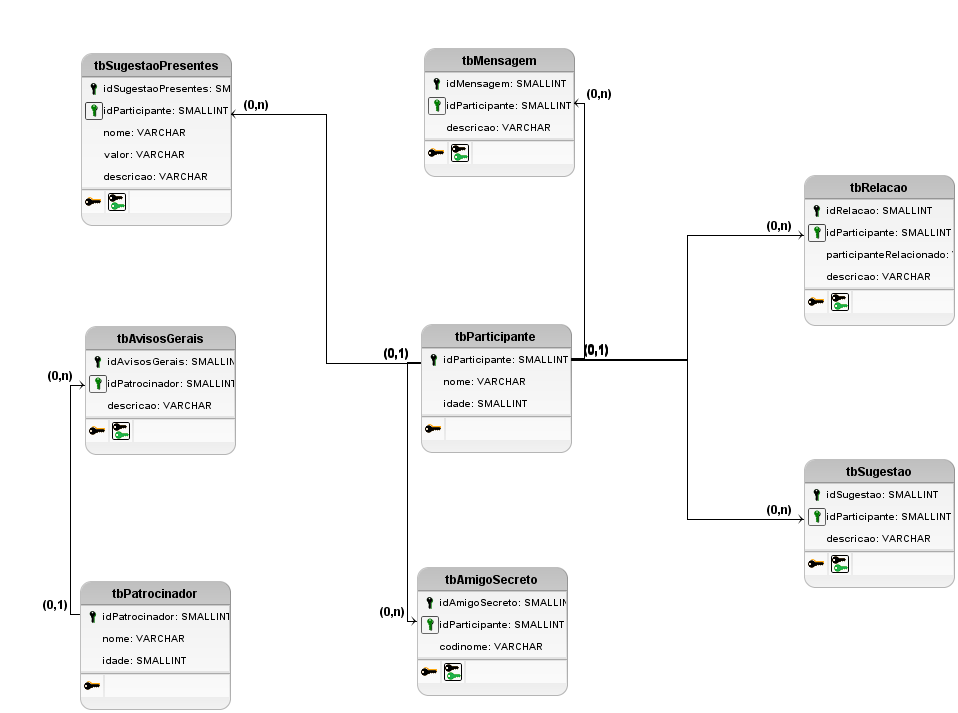 tbSugestaoPresentes
idSugestaoPresentes: SM
idParticipante: SMALLINT
nome: VARCHAR
valor: VARCHAR
descricao: VARCHAR
(0,n)
tbMensagem
idMensagem: SMALLINT
idParticipante: SMALLINT
descricao: VARCHAR
(0,n)
tbRelacao
idRelacao: SMALLINT
idParticipante: SMALLINT
participanteRelacionado:
descricao: VARCHAR
(0,n)
tbAvisosGerais
idAvisosGerais: SMALLIN
idPatrocinador: SMALLINT
descricao: VARCHAR
(0,n)
tbParticipante
idParticipante: SMALLINT
nome: VARCHAR
idade: SMALLINT
(0,1)
(0,1)
tbSugestao
idSugestao: SMALLINT
idParticipante: SMALLINT
descricao: VARCHAR
(0,n)
tbPatrocinador
idPatrocinador: SMALLINT
nome: VARCHAR
idade: SMALLINT
(0,1)
tbAmigoSecreto
idAmigoSecreto: SMALLIN
idParticipante: SMALLINT
codinome: VARCHAR
(0,n)